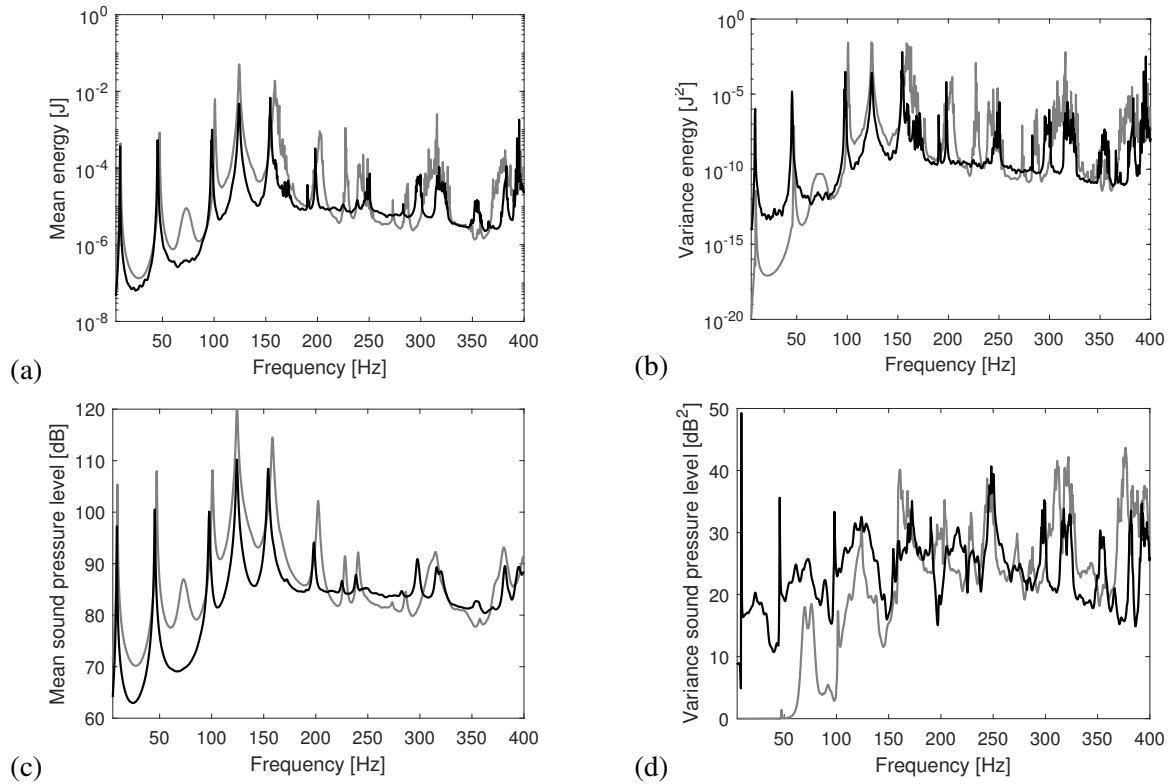 Mean energy [J]
10^0
10^-2
10^-4
10^-6
10^-8
50 100 150 200 250 300 350 400
Frequency [Hz]
(a)
Variance energy [J^2]
10^0
10^-5
10^-10
10^-15
10^-20
50 100 150 200 250 300 350 400
Frequency [Hz]
(b)
Mean sound pressure level [dB]
120
110
100
90
80
70
60
50 100 150 200 250 300 350 400
Frequency [Hz]
(c)
Variance sound pressure level [dB^2]
50
40
30
20
10
0
50 100 150 200 250 300 350 400
Frequency [Hz]
(d)